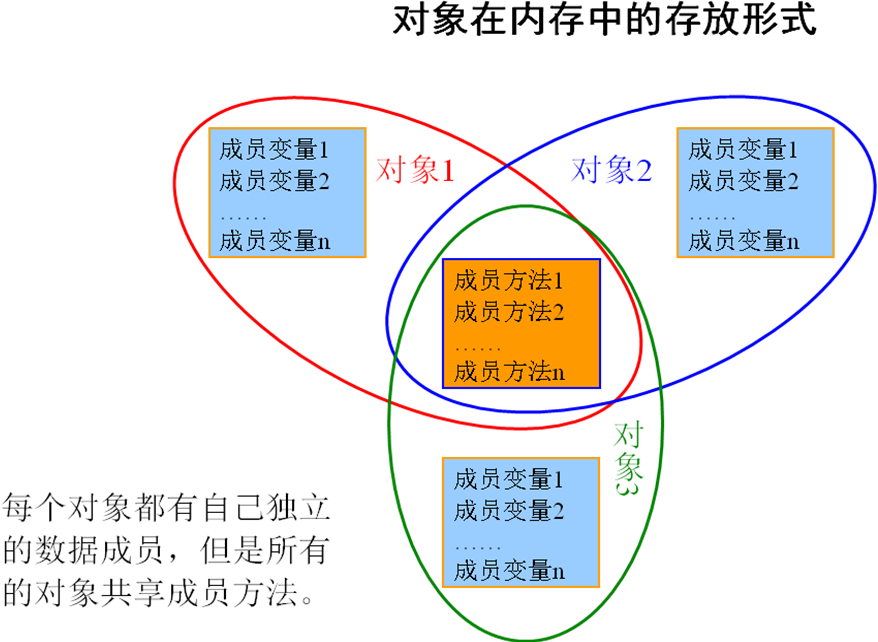 对象在内存中的存放形式
成员变量1
成员变量2
……
成员变量n
对象1
对象2
成员变量1
成员变量2
……
成员变量n
成员方法1
成员方法2
……
成员方法n
对象3
成员变量1
成员变量2
……
成员变量n
每个对象都有自己独立
的数据成员，但是所有
的对象共享成员方法。